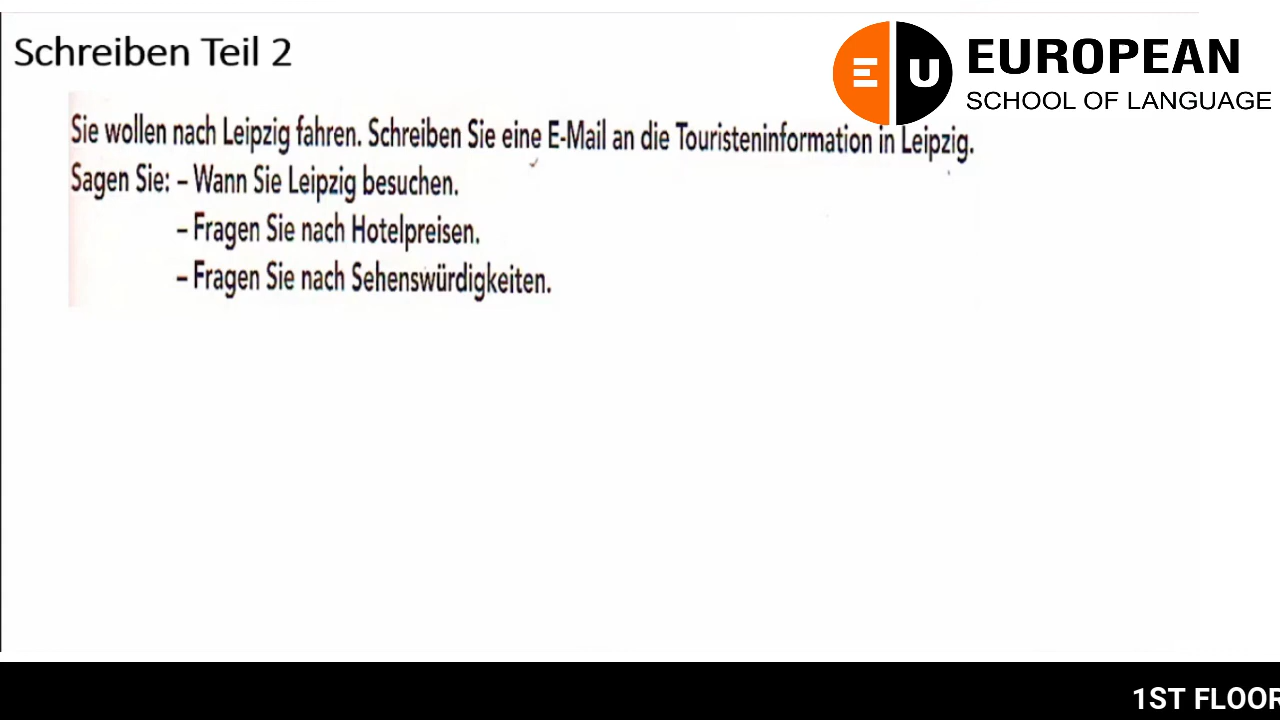 Schreiben Teil 2
EU EUROPEAN
SCHOOL OF LANGUAGE
Sie wollen nach Leipzig fahren. Schreiben Sie eine E-Mail an die Touristeninformation in Leipzig.
Sagen Sie: – Wann Sie Leipzig besuchen.
– Fragen Sie nach Hotelpreisen.
– Fragen Sie nach Sehenswürdigkeiten.
1ST FLOOR